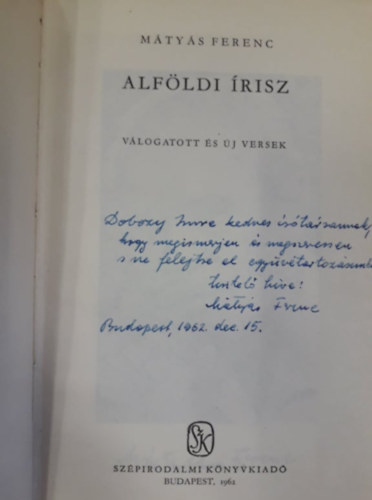 MÁTYÁS FERENC
ALFÖLDI ÍRISZ
VÁLOGATOTT ÉS ÚJ VERSEK
Dobozy Imre kedves írótársamnak,
hogy megismerjen és megszeressen
s ne felejtse el
tisztelő híve:
Mátyás Ferenc
Budapest, 1962. dec. 15.
SZK
SZÉPIRODALMI KÖNYVKIADÓ
BUDAPEST, 1962